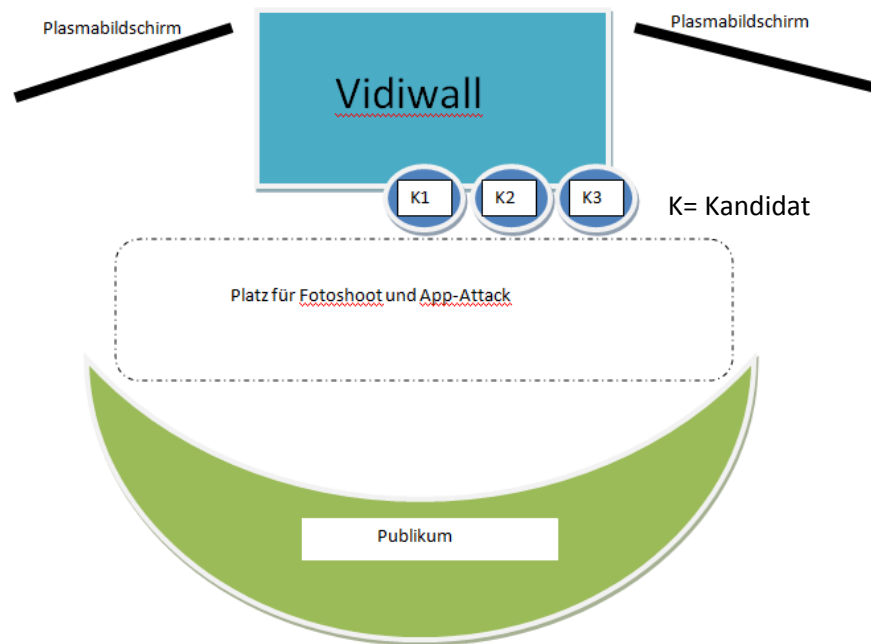 Plasmabildschirm
Plasmabildschirm
Vidiwall
K1
K2
K3
K= Kandidat
Platz für Fotoshoot und App-Attack
Publikum